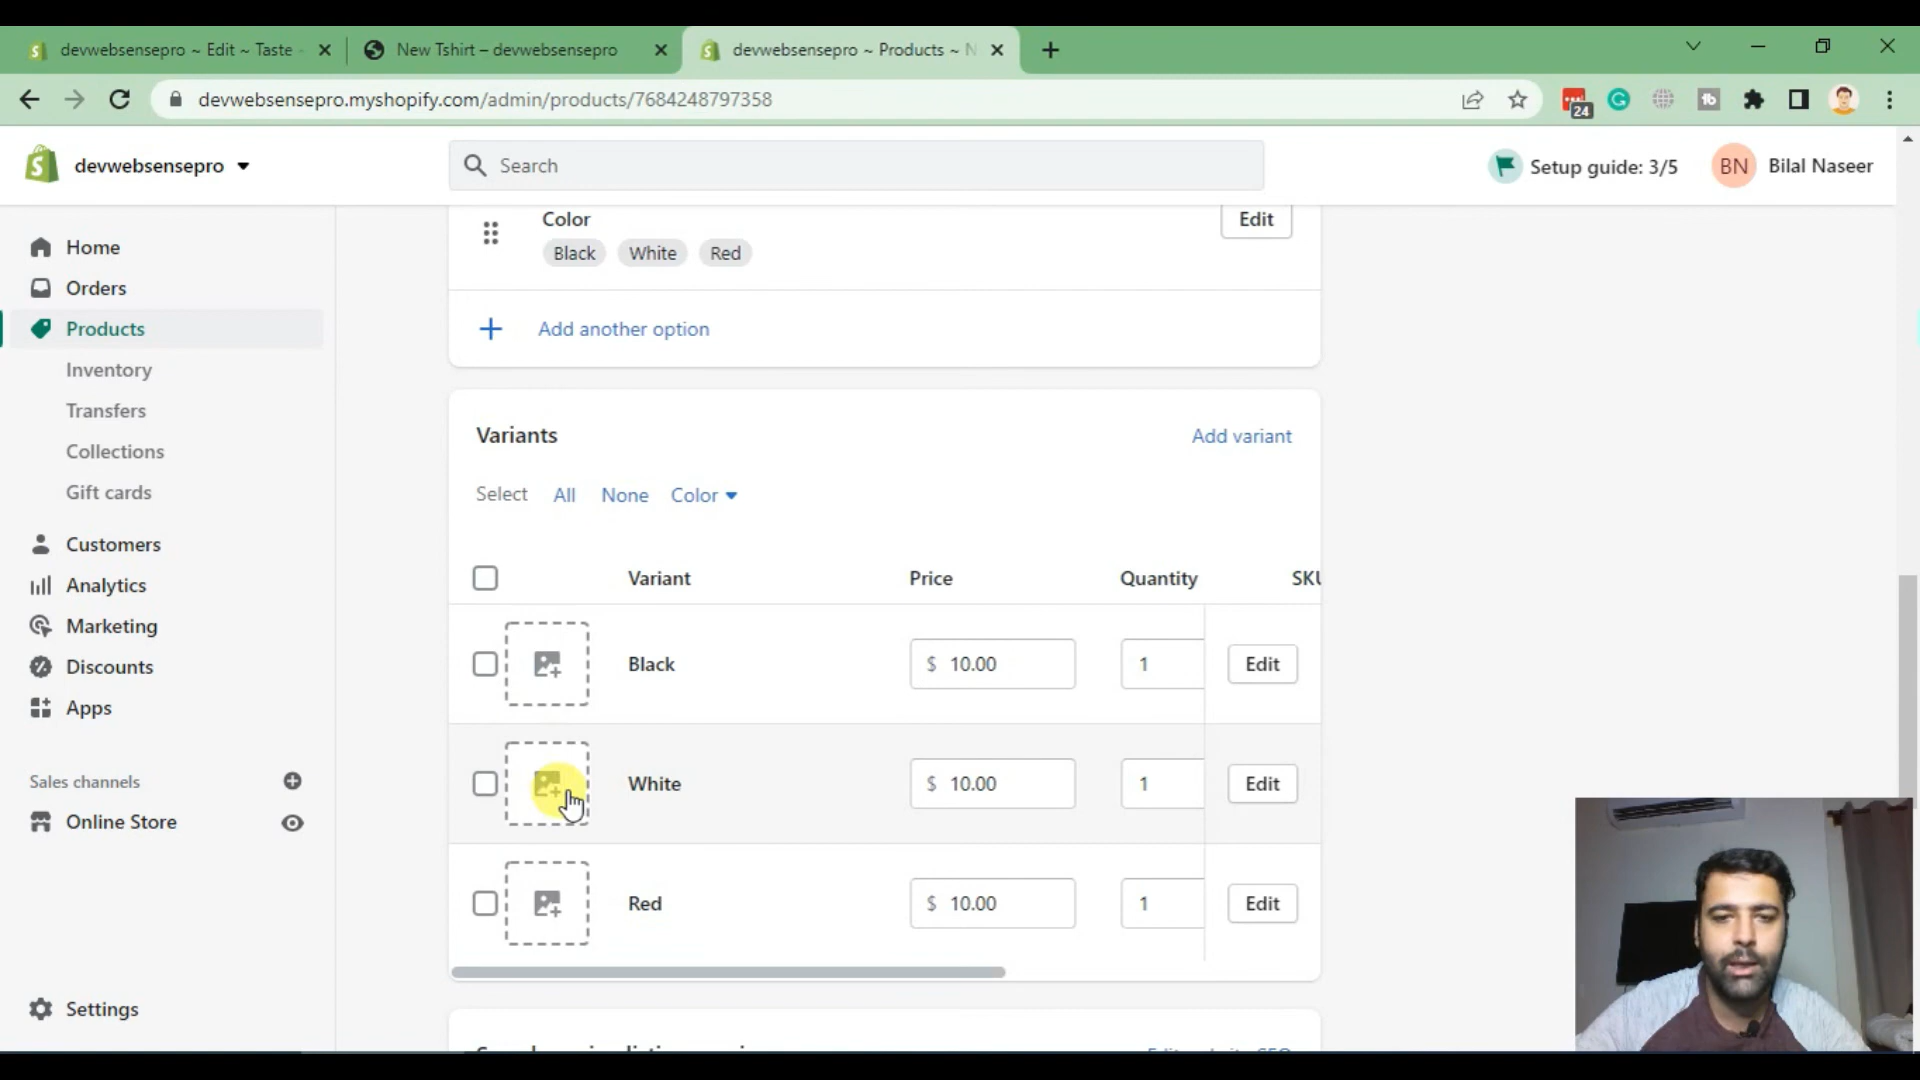 devwebsensepro ~ Edit ~ Taste
New Tshirt – devwebsensepro
devwebsensepro ~ Products ~ N
devwebsensepro.myshopify.com/admin/products/7684248797358
24
devwebsensepro
Search
Setup guide: 3/5
BN
Bilal Naseer
Home
Orders
Products
Inventory
Transfers
Collections
Gift cards
Customers
Analytics
Marketing
Discounts
Apps
Sales channels
Online Store
Settings
Color
Edit
Black White Red
Add another option
Variants
Add variant
Select All None Color
Variant Price Quantity SKU
Black $ 10.00 1 Edit
White $ 10.00 1 Edit
Red $ 10.00 1 Edit